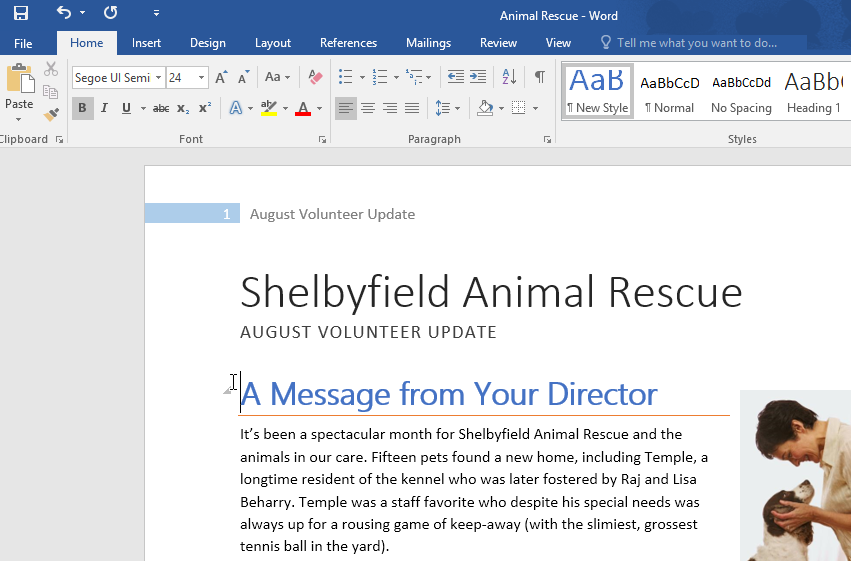 Animal Rescue - Word
File Home Insert Design Layout References Mailings Review View Tell me what you want to do...
Paste
Segoe UI Semi 24 Aa
B I U abc x₂ x² A ab A
Clipboard Font Paragraph Styles
AaB AaBbCcD AaBbCcDd AaBb(
¶ New Style ¶ Normal No Spacing Heading 1
1 August Volunteer Update
Shelbyfield Animal Rescue
AUGUST VOLUNTEER UPDATE
A Message from Your Director
It’s been a spectacular month for Shelbyfield Animal Rescue and the
animals in our care. Fifteen pets found a new home, including Temple, a
longtime resident of the kennel who was later fostered by Raj and Lisa
Beharry. Temple was a staff favorite who despite his special needs was
always up for a rousing game of keep-away (with the slimiest, grossest
tennis ball in the yard).